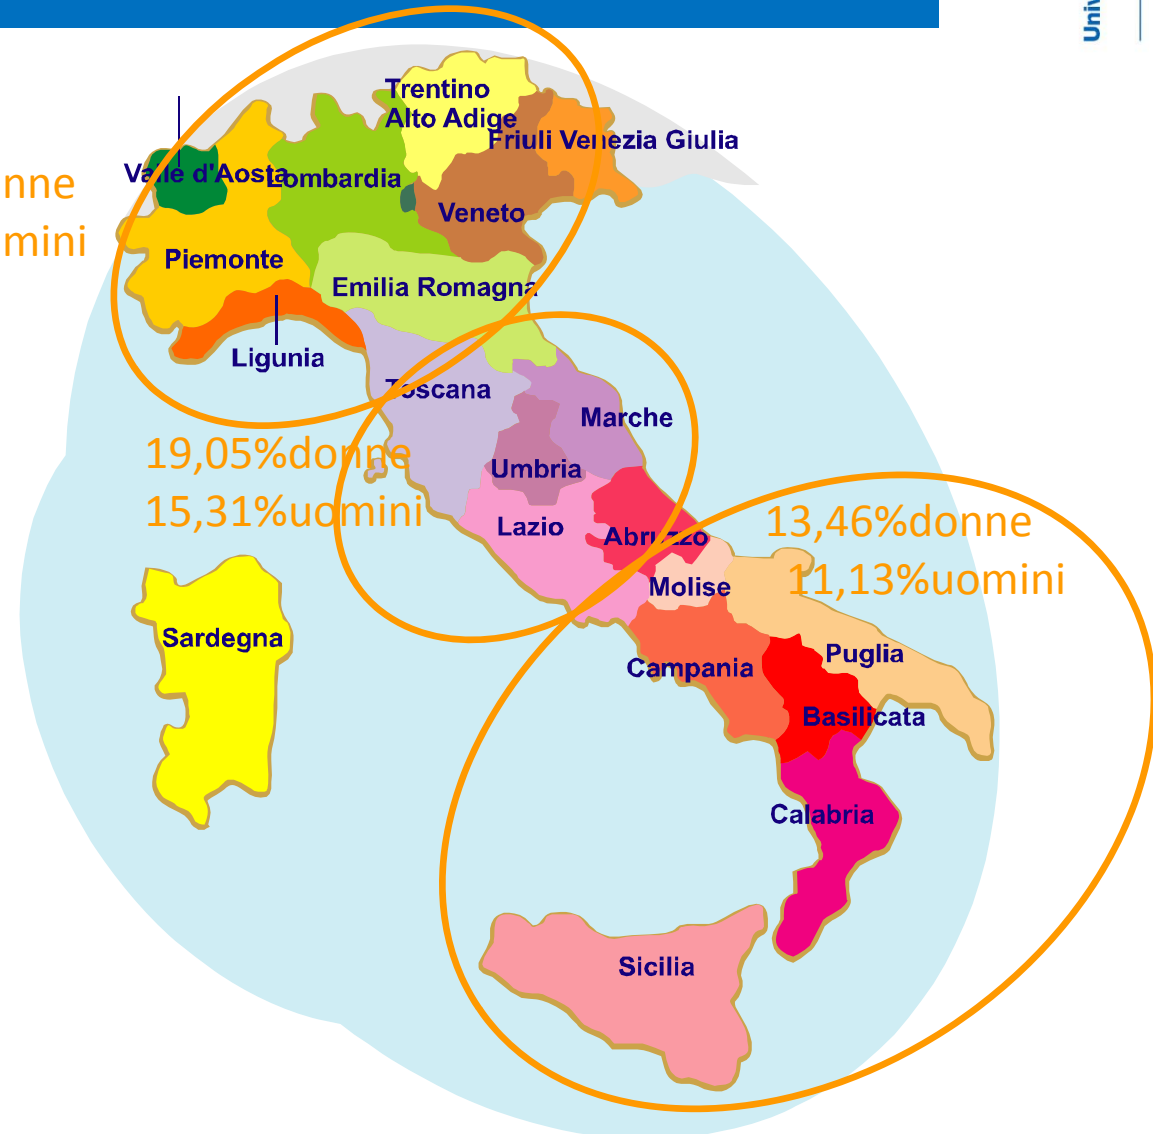 Univ
Trentino
Alto Adige
Friuli Venezia Giulia
Valle d'Aosta
Lombardia
nne
Veneto
mini
Piemonte
Emilia Romagna
Ligunia
Toscana
Marche
19,05%donne
Umbria
15,31%uomini
Lazio
Abruzzo
13,46%donne
11,13%uomini
Molise
Sardegna
Puglia
Campania
Basilicata
Calabria
Sicilia